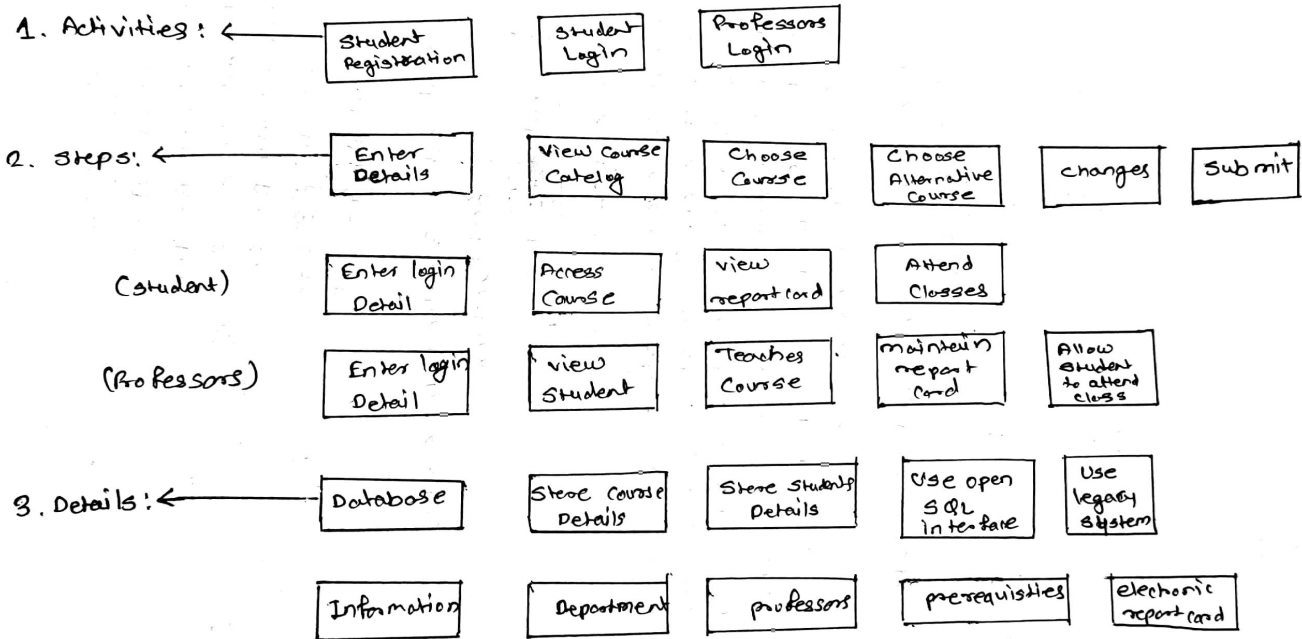 1. Activities:
Student
Registration
Student
Login
Professors
Login
2. Steps:
Enter
Details
View Course
Catelog
Choose
Course
Choose
Alternative
Course
changes
Submit
(Student)
Enter login
Detail
Access
Course
view
report card
Attend
Classes
(Professors)
Enter login
Detail
view
Student
Teaches
Course
maintein
report
Card
Allow
Student
to attend
class
3. Details:
Database
Store Course
Details
Store Students
Details
Use open
SQL
interface
Use
legacy
system
Information
Department
professors
prerequisties
electronic
report card